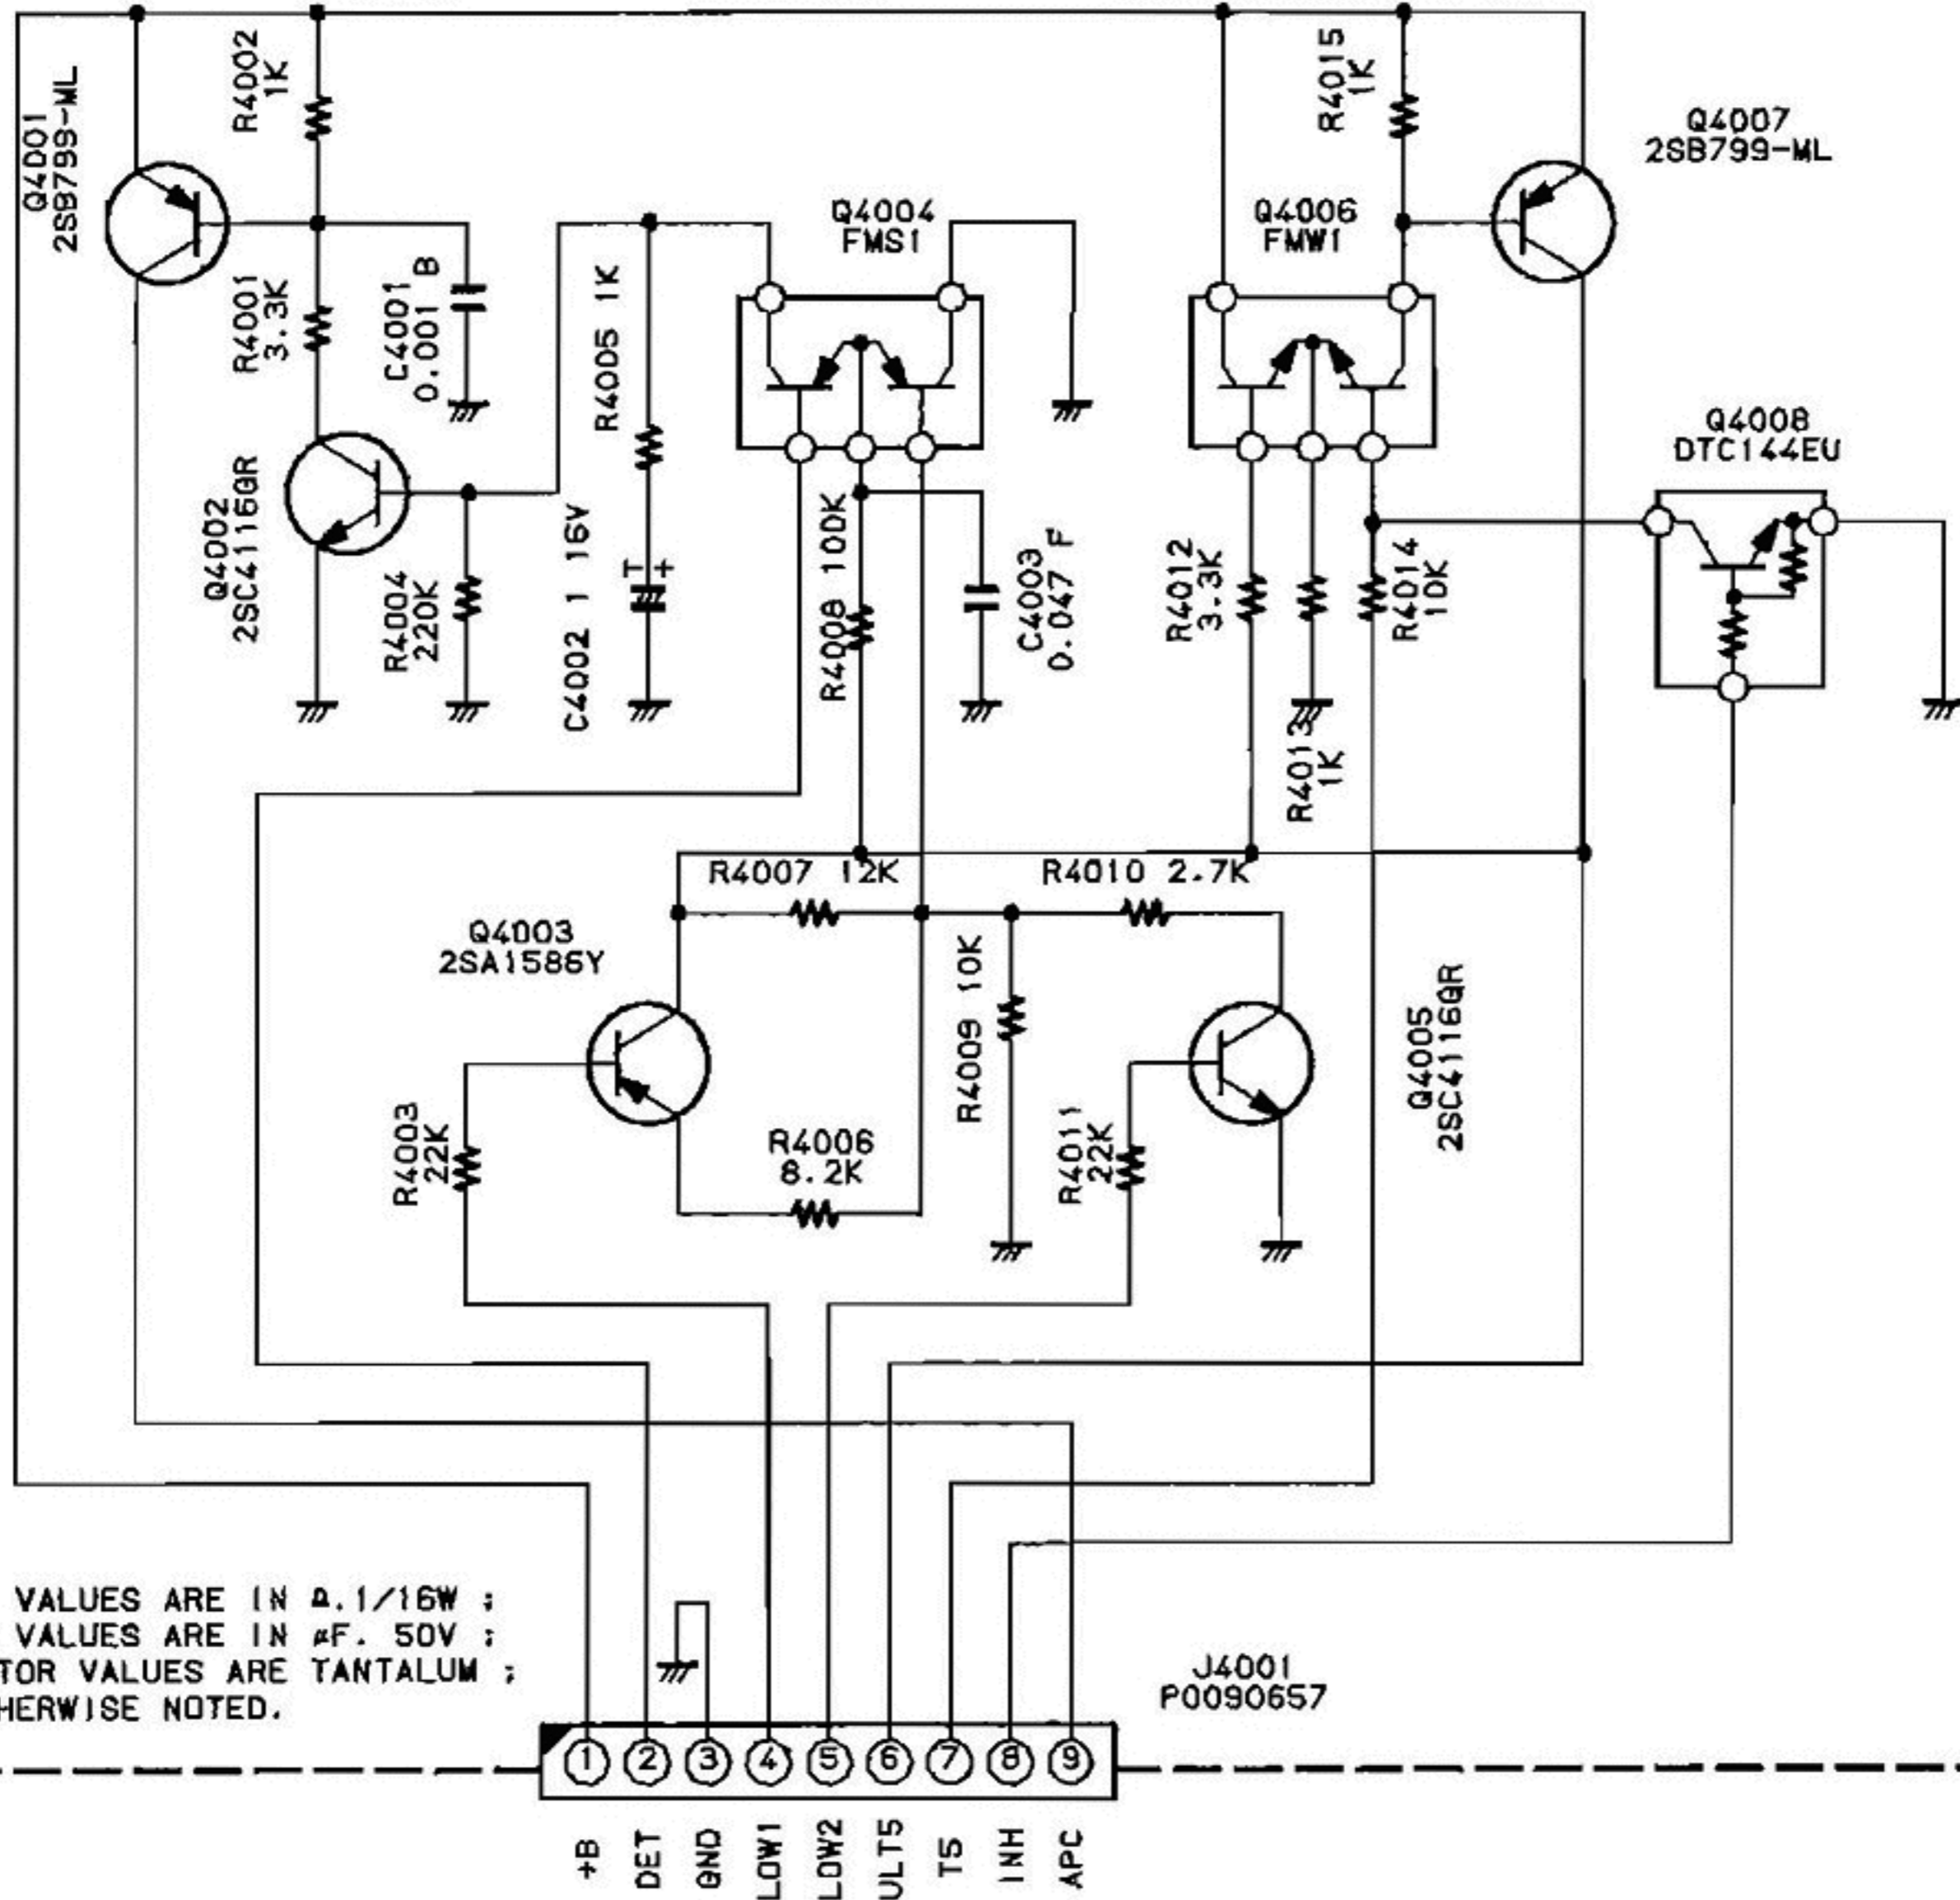 Q4001
2SB799-ML
R4002
1K
R4015
1K
Q4007
2SB799-ML
Q4004
FMS1
Q4006
FMW1
R4001
3.3K
C4001
0.001 B
R4005 1K
Q4008
DTC144EU
Q4002
2SC4116GR
R4004
220K
C4002 1 16V
T
+
R4008 100K
C4003
0.047 F
R4012
3.3K
R4014
10K
R4013
1K
R4007 12K
R4010 2.7K
Q4003
2SA1586Y
R4009 10K
Q4005
2SC4116GR
R4003
22K
R4006
8.2K
R4011
22K
VALUES ARE IN Ω.1/16W ;
VALUES ARE IN µF. 50V ;
TOR VALUES ARE TANTALUM ;
HERWISE NOTED.
J4001
P0090657
1 2 3 4 5 6 7 8 9
+B
DET
GND
LOW1
LOW2
ULT5
T5
INH
APC